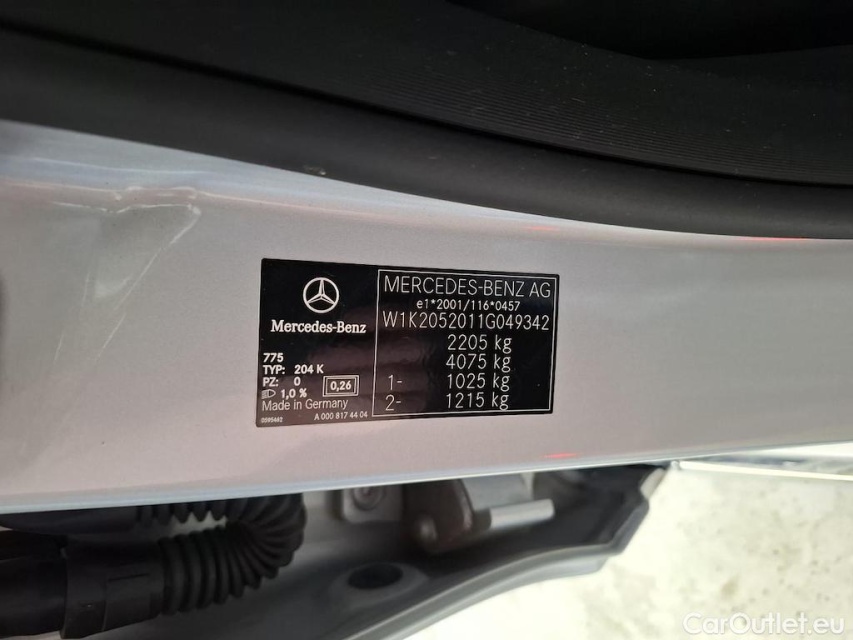 Mercedes-Benz
775
TYP: 204 K
PZ: 0
1,0 %
0,26
Made in Germany
A 000 817 44 04
MERCEDES-BENZ AG
e1*2001/116*0457
W1K2052011G049342
2205 kg
4075 kg
1- 1025 kg
2- 1215 kg
CarOutlet.eu